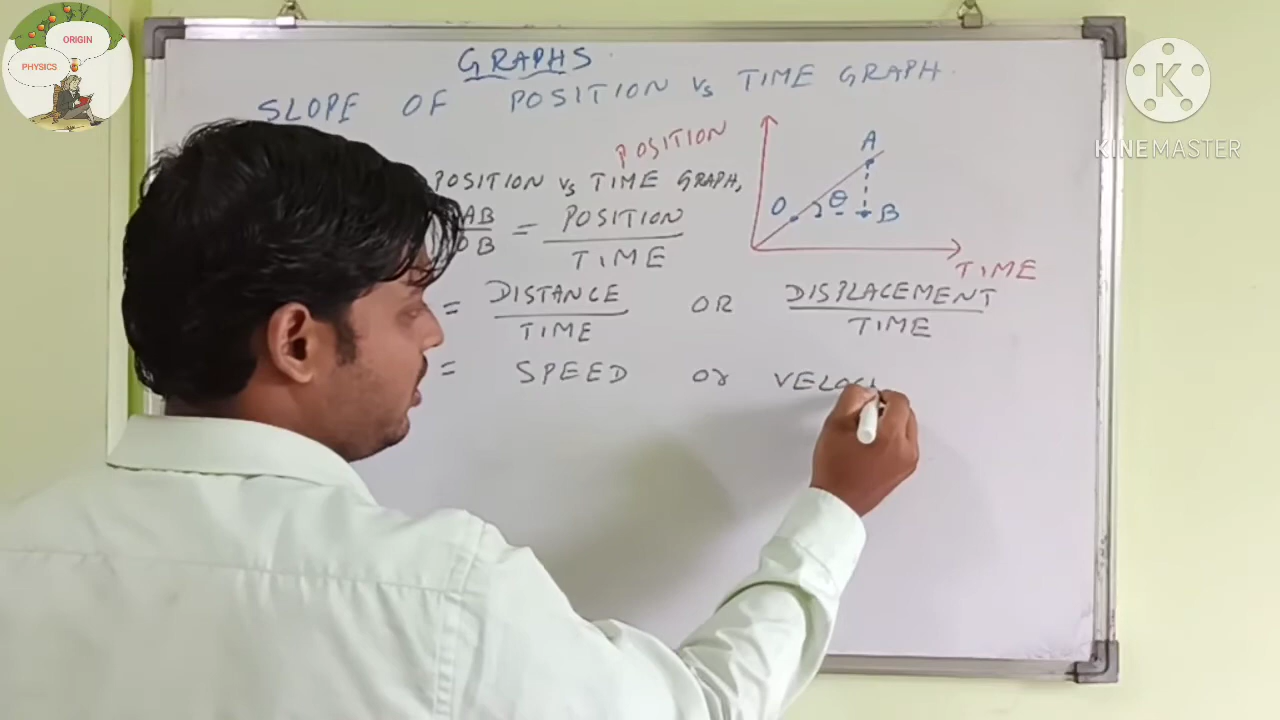 ORIGIN
PHYSICS
KINEMASTER
GRAPHS
SLOPE OF POSITION Vs TIME GRAPH
POSITION
POSITION Vs TIME GRAPH,
AB = POSITION
OB TIME
A
O θ B
TIME
= DISTANCE OR DISPLACEMENT
TIME TIME
= SPEED or VELOCI